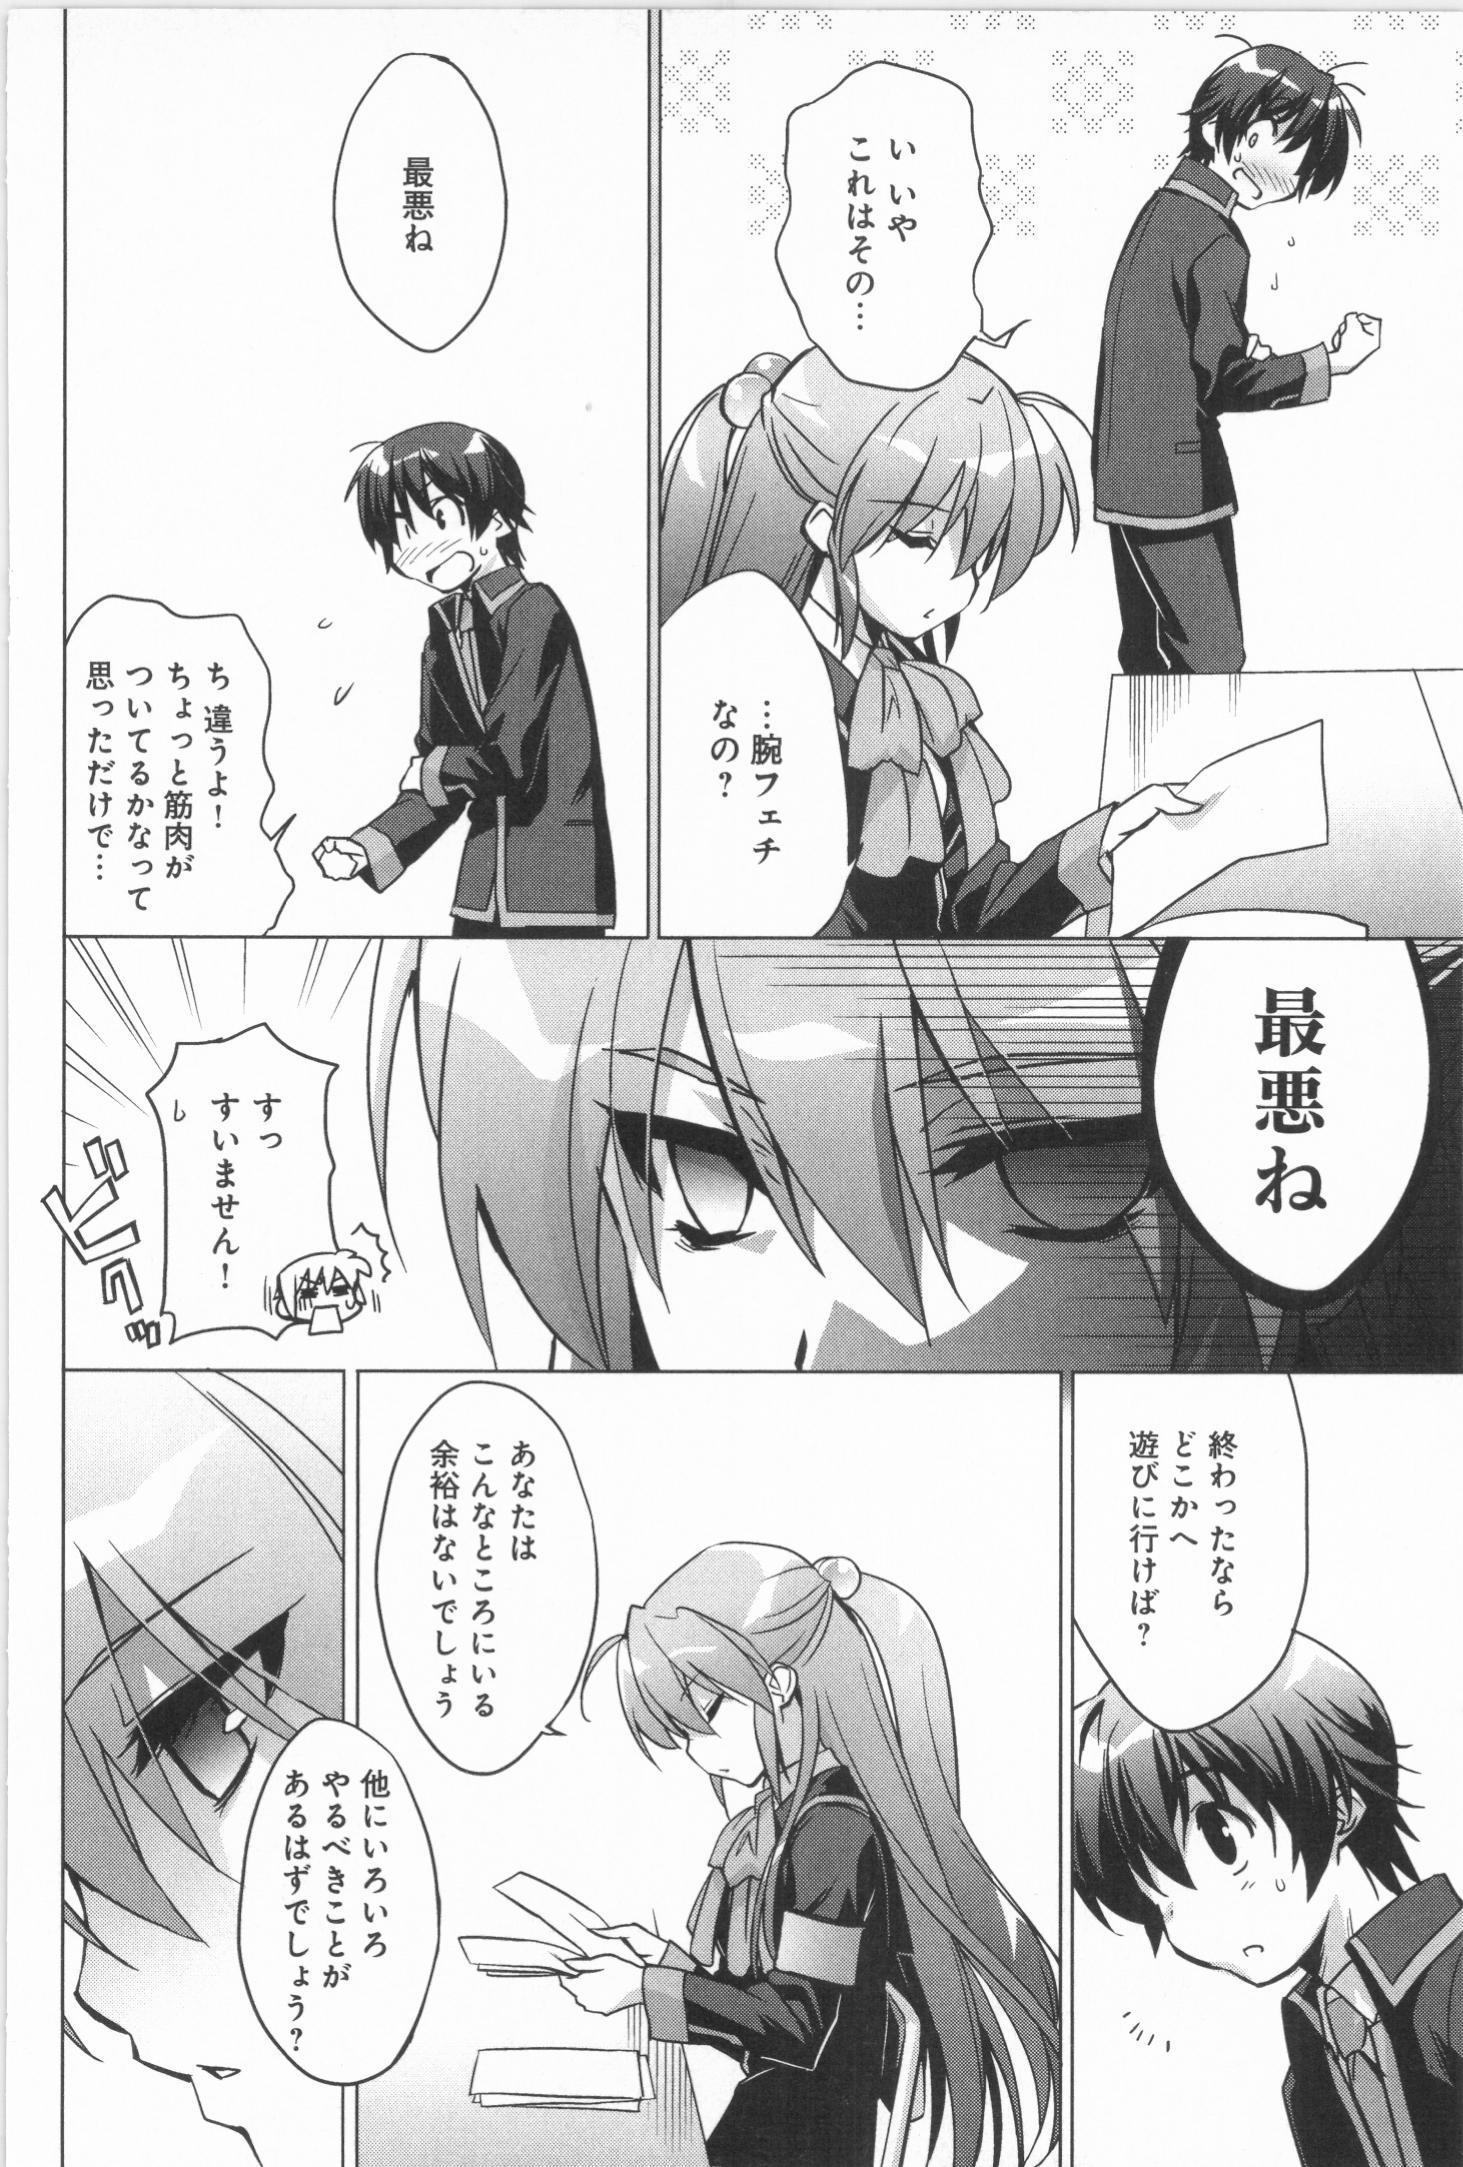 い いや
これはその…
…腕フェチ
なの？
最悪ね
ち 違うよ！
ちょっと筋肉が
ついてるかなって
思っただけで…
最悪ね
すっ
すいません！
ビクッ
終わったなら
どこかへ
遊びに行けば？
あなたは
こんなところにいる
余裕はないでしょう
他にいろいろ
やるべきことが
あるはずでしょう？